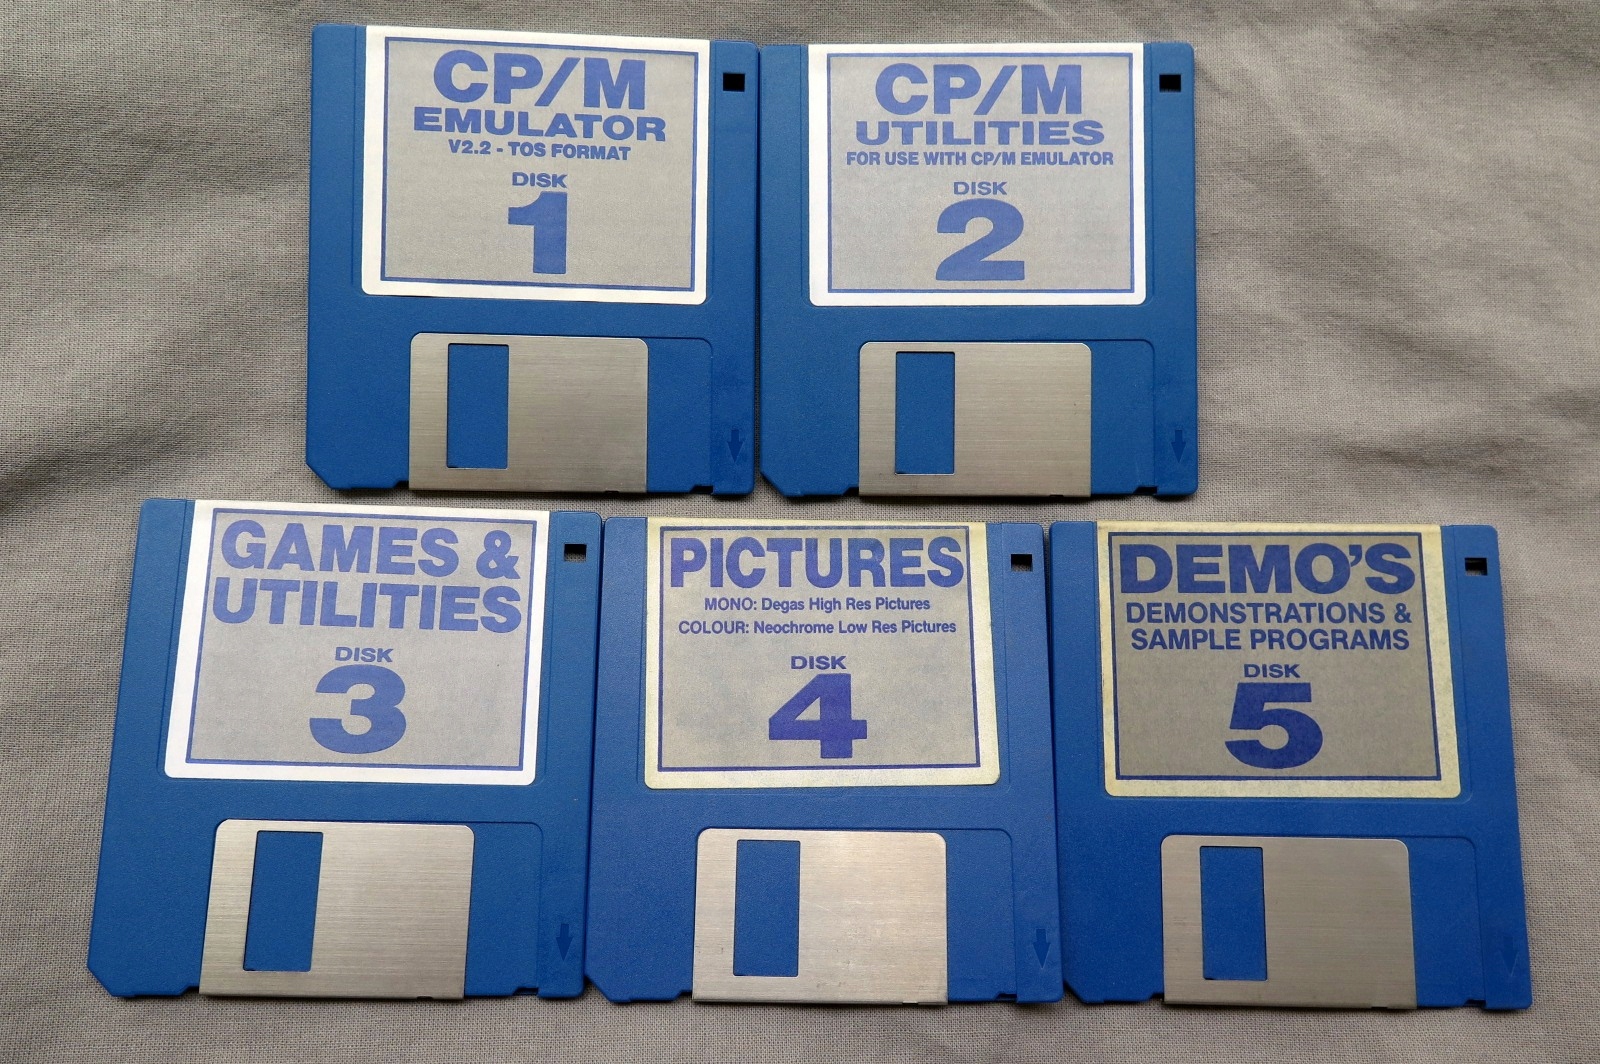 CP/M
EMULATOR
V2.2 - TOS FORMAT
DISK
1
CP/M
UTILITIES
FOR USE WITH CP/M EMULATOR
DISK
2
GAMES &
UTILITIES
DISK
3
PICTURES
MONO: Degas High Res Pictures
COLOUR: Neochrome Low Res Pictures
DISK
4
DEMO'S
DEMONSTRATIONS &
SAMPLE PROGRAMS
DISK
5